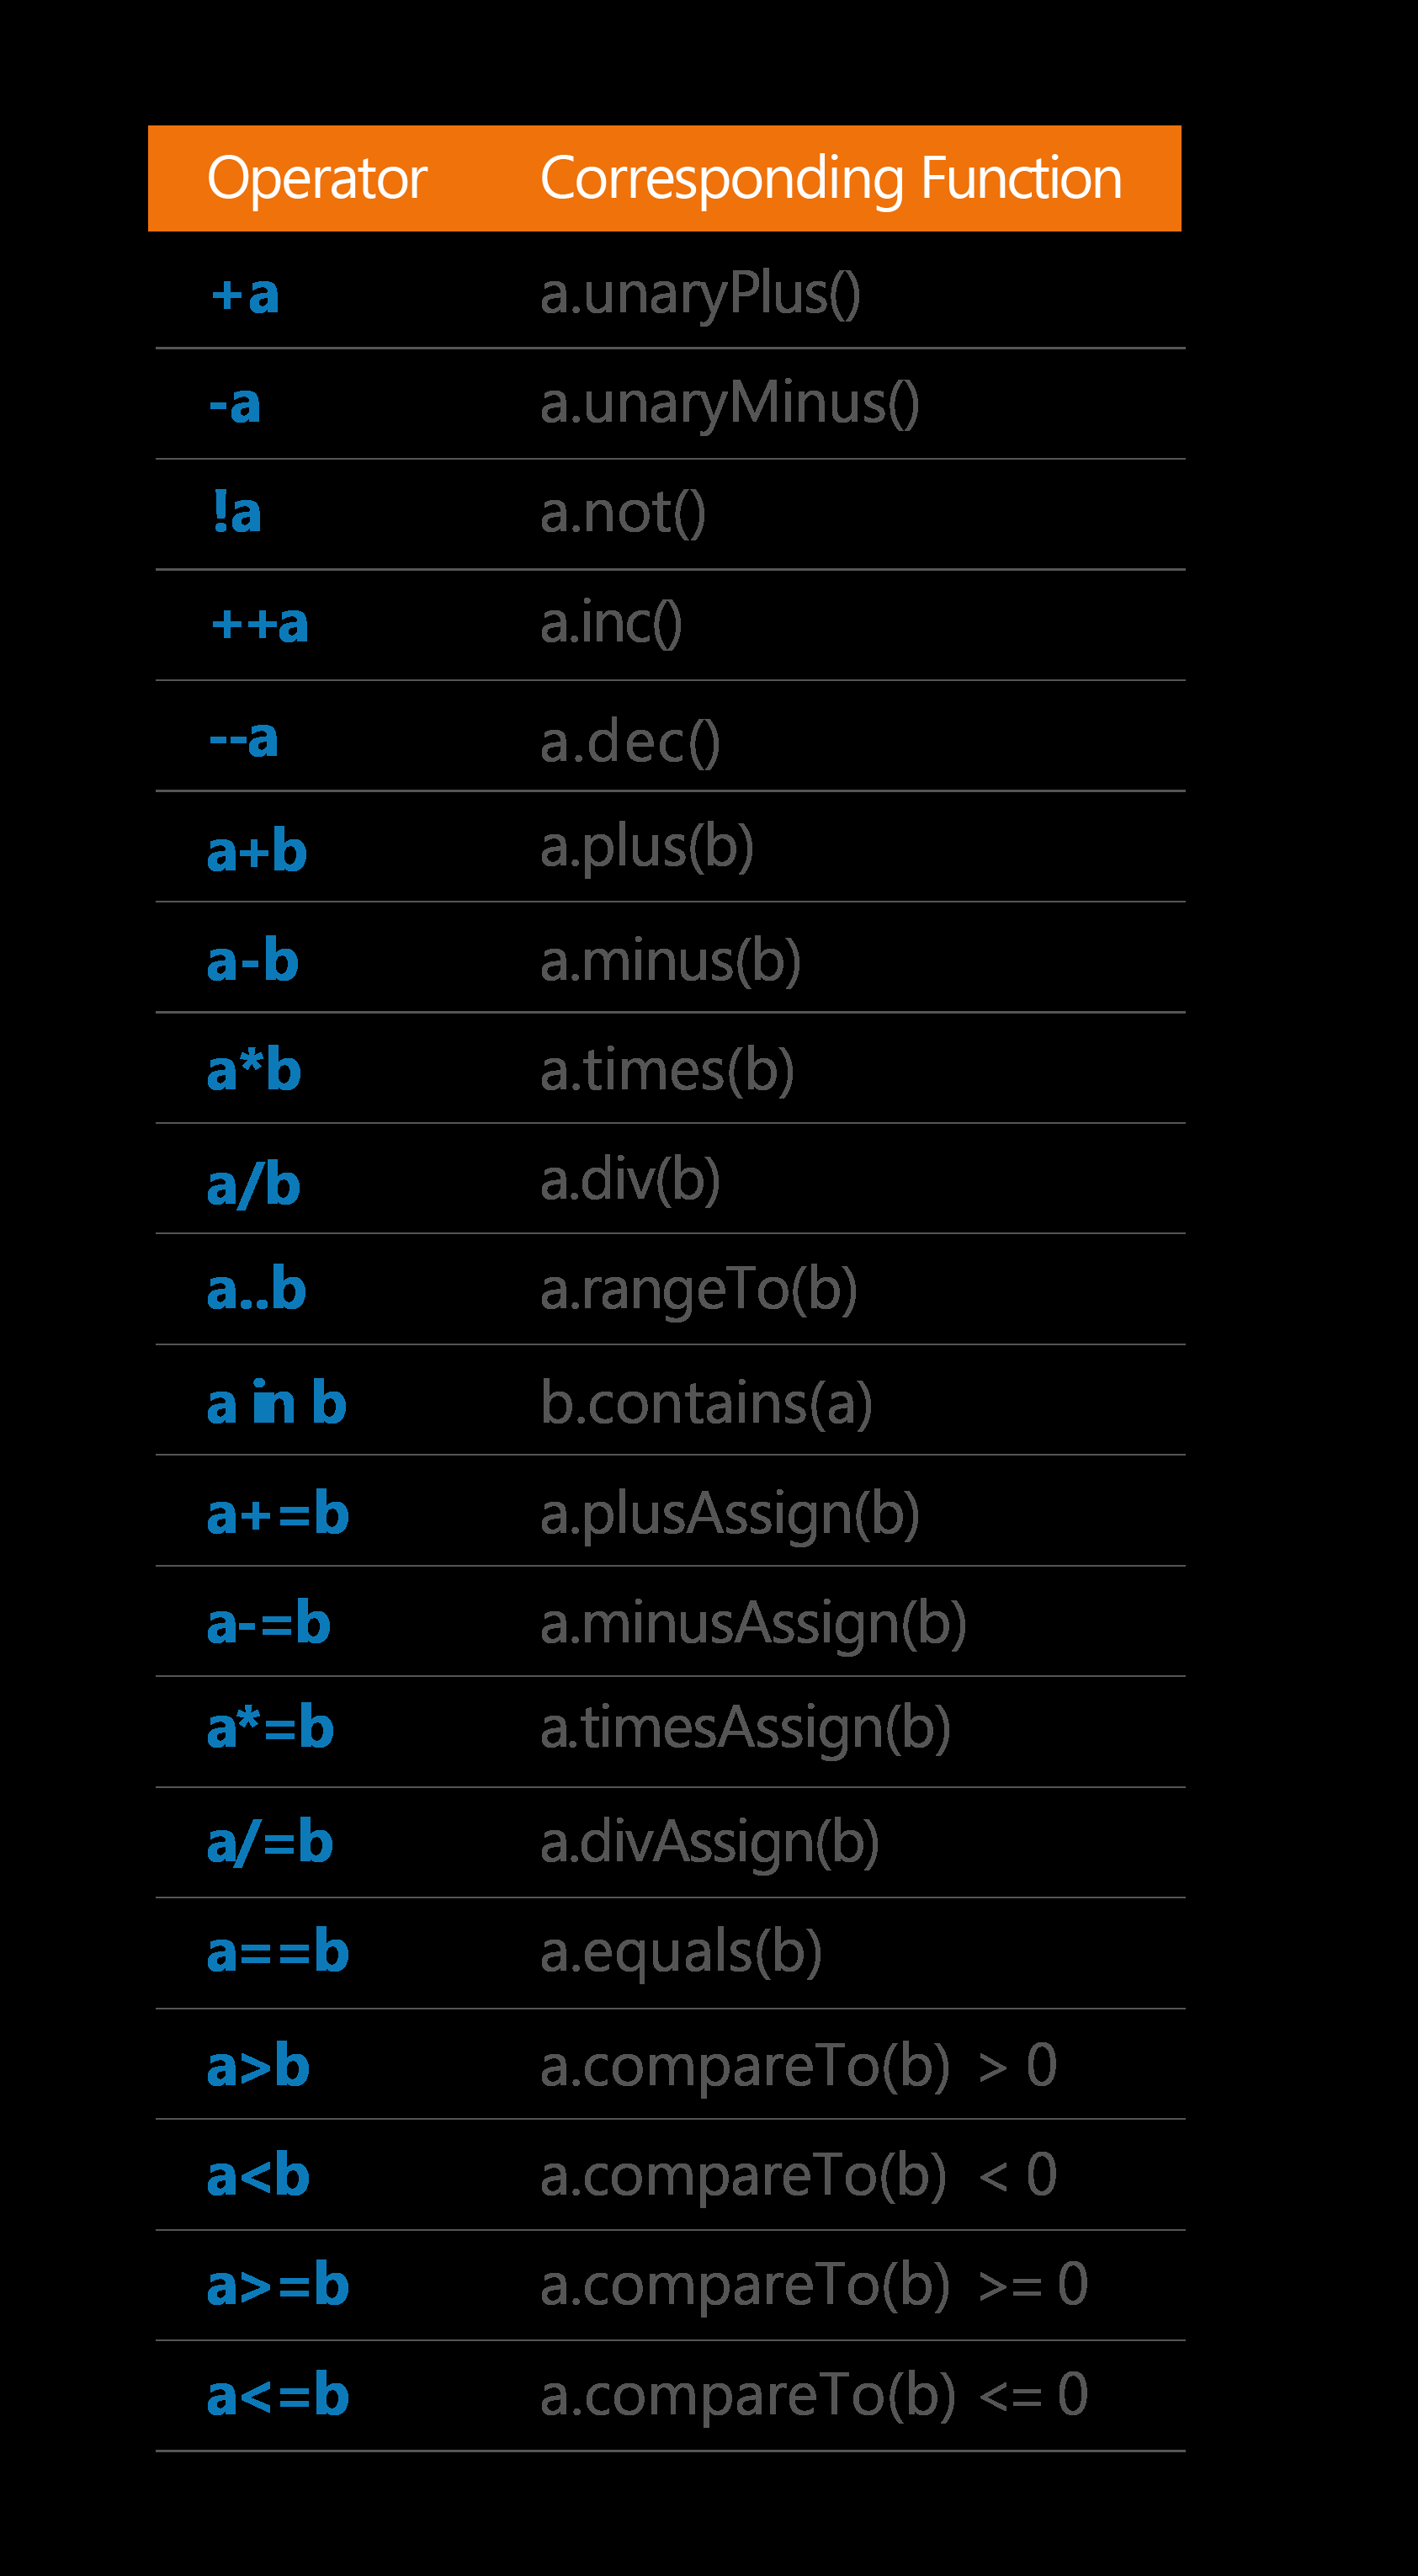 Operator Corresponding Function
+a a.unaryPlus()
-a a.unaryMinus()
!a a.not()
++a a.inc()
--a a.dec()
a+b a.plus(b)
a-b a.minus(b)
a*b a.times(b)
a/b a.div(b)
a..b a.rangeTo(b)
a in b b.contains(a)
a+=b a.plusAssign(b)
a-=b a.minusAssign(b)
a*=b a.timesAssign(b)
a/=b a.divAssign(b)
a==b a.equals(b)
a>b a.compareTo(b) > 0
a<b a.compareTo(b) < 0
a>=b a.compareTo(b) >= 0
a<=b a.compareTo(b) <= 0